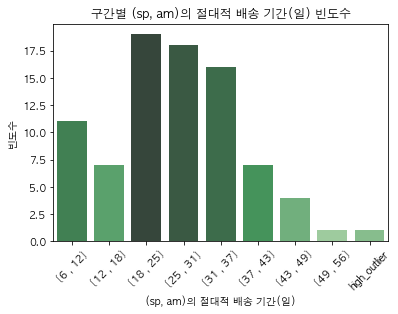 구간별 (sp, am)의 절대적 배송 기간(일) 빈도수
빈도수
17.5
15.0
12.5
10.0
7.5
5.0
2.5
0.0
[6 , 12)
[12 , 18)
[18 , 25)
[25 , 31)
[31 , 37)
[37 , 43)
[43 , 49)
[49 , 56)
hgh_outlier
(sp, am)의 절대적 배송 기간(일)